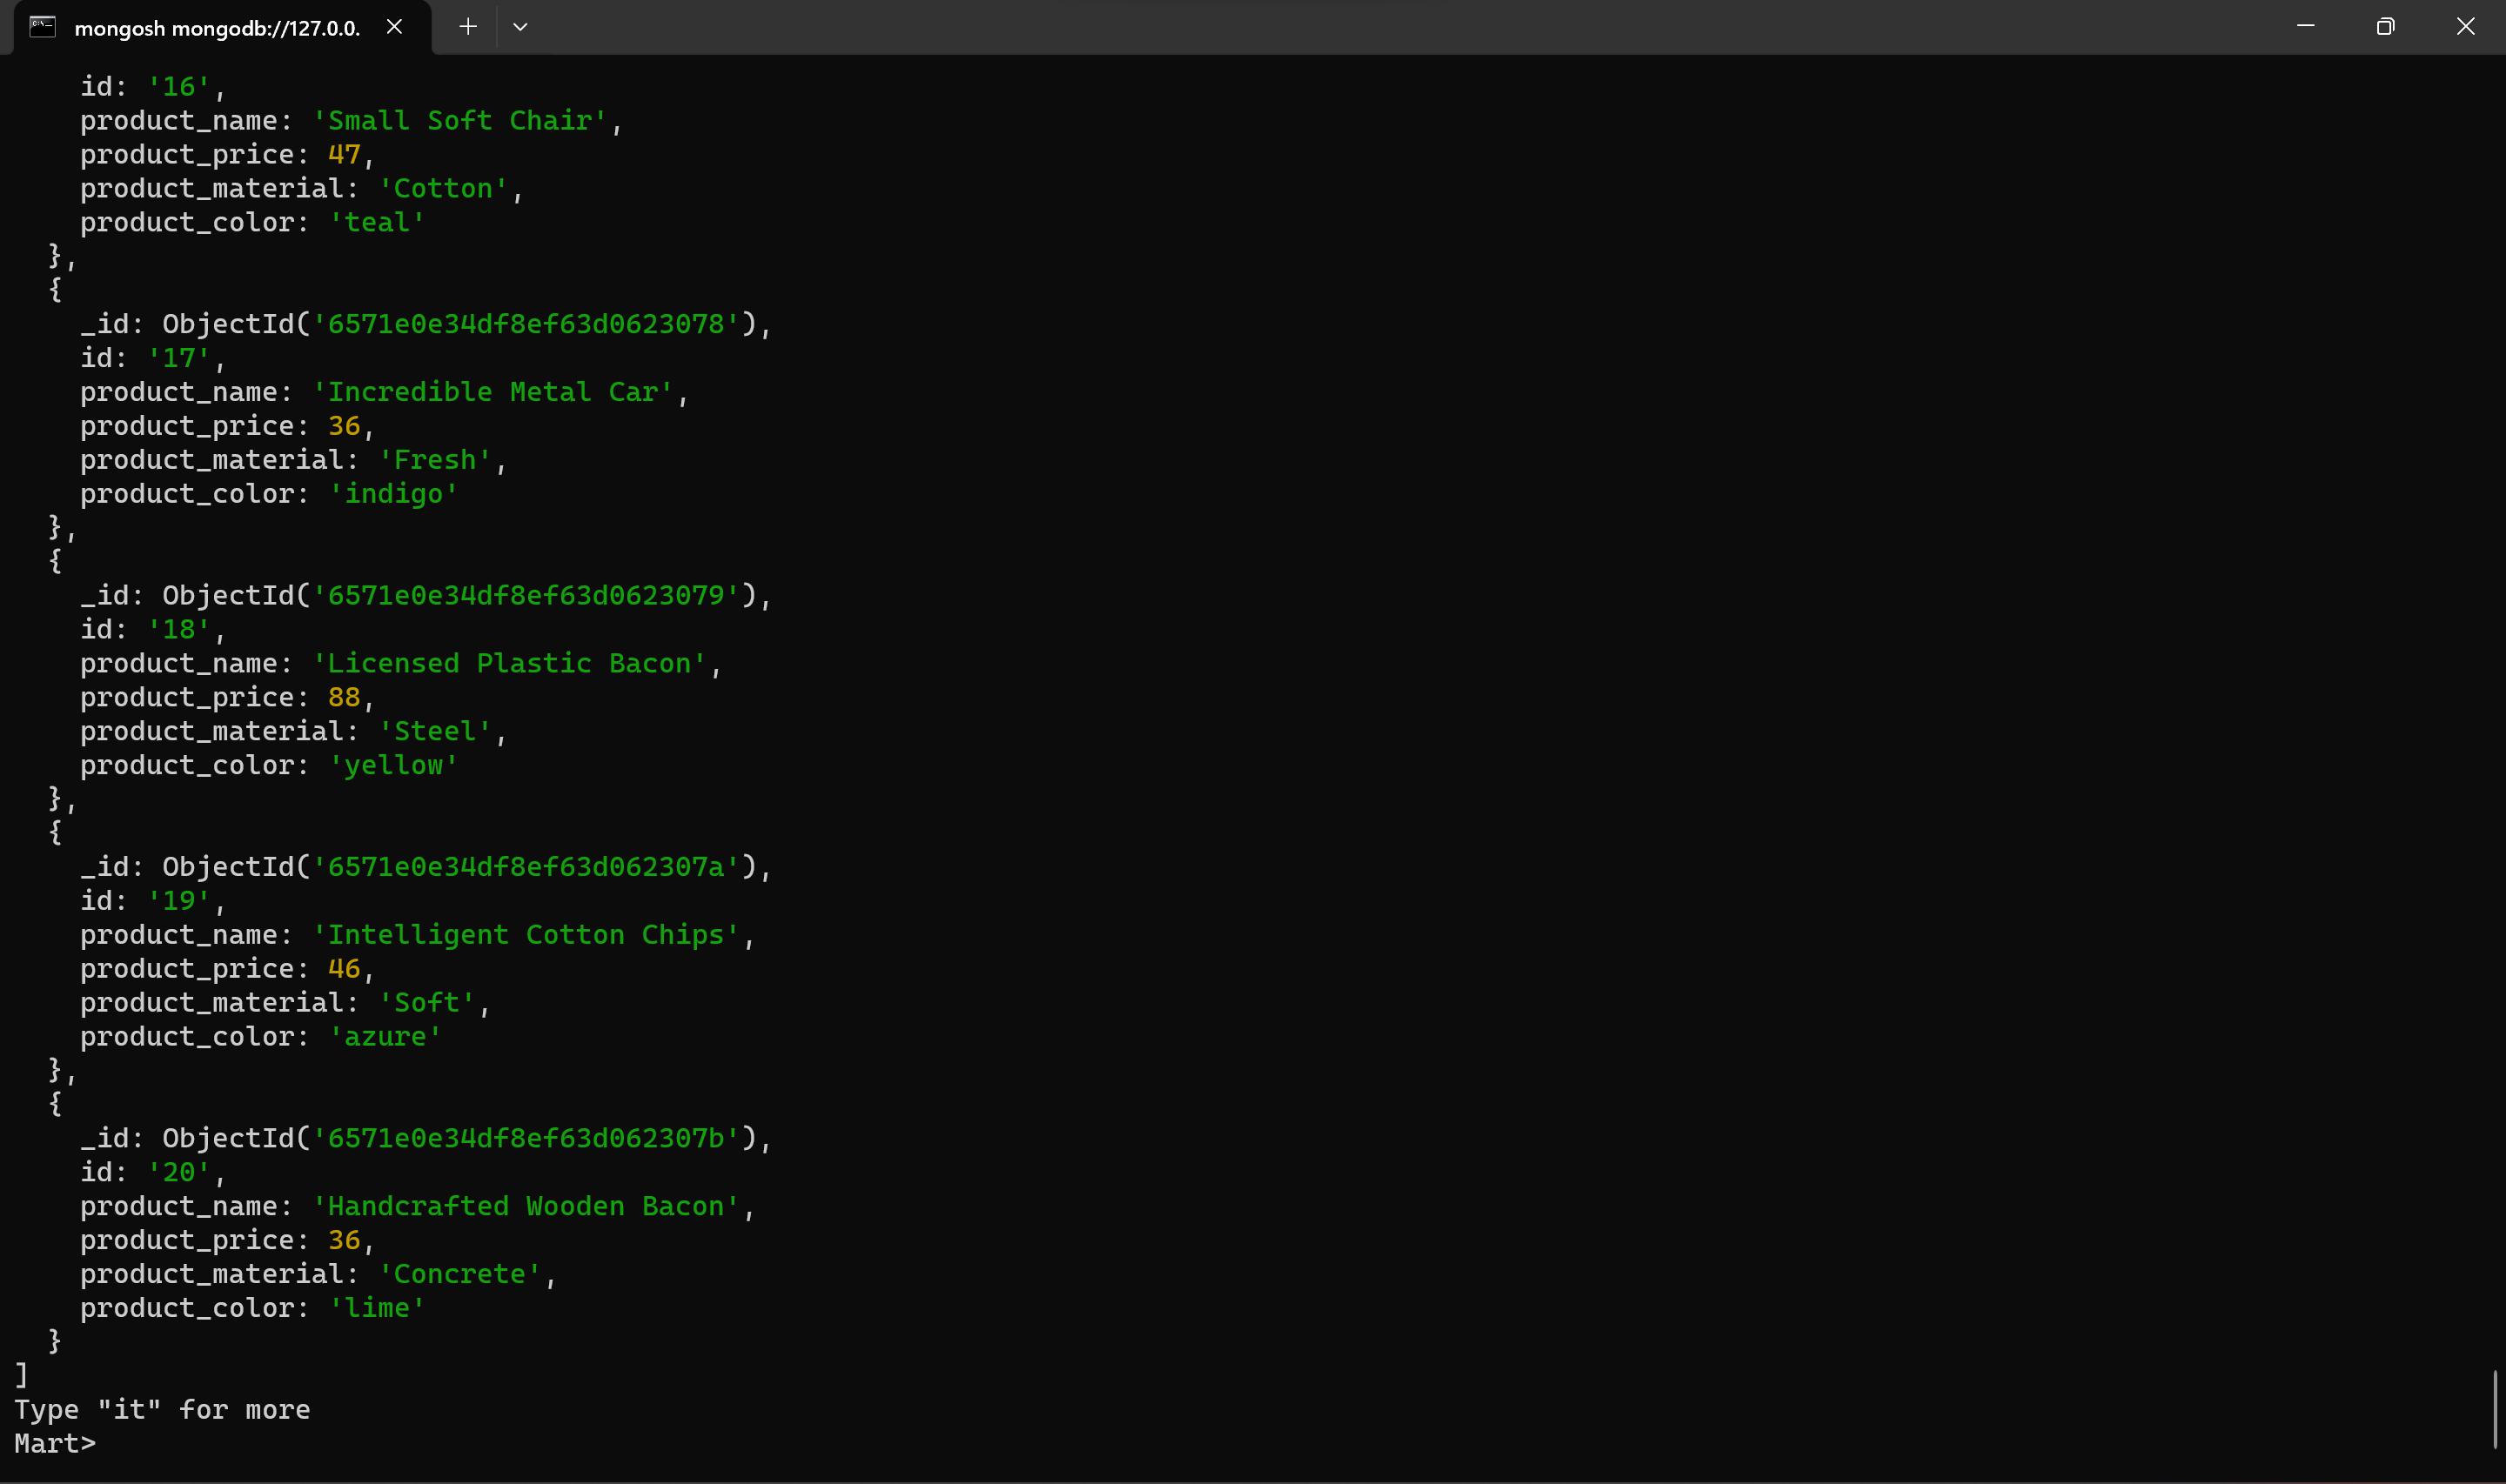 mongosh mongodb://127.0.0.
id: '16',
product_name: 'Small Soft Chair',
product_price: 47,
product_material: 'Cotton',
product_color: 'teal'
},
{
_id: ObjectId('6571e0e34df8ef63d0623078'),
id: '17',
product_name: 'Incredible Metal Car',
product_price: 36,
product_material: 'Fresh',
product_color: 'indigo'
},
{
_id: ObjectId('6571e0e34df8ef63d0623079'),
id: '18',
product_name: 'Licensed Plastic Bacon',
product_price: 88,
product_material: 'Steel',
product_color: 'yellow'
},
{
_id: ObjectId('6571e0e34df8ef63d062307a'),
id: '19',
product_name: 'Intelligent Cotton Chips',
product_price: 46,
product_material: 'Soft',
product_color: 'azure'
},
{
_id: ObjectId('6571e0e34df8ef63d062307b'),
id: '20',
product_name: 'Handcrafted Wooden Bacon',
product_price: 36,
product_material: 'Concrete',
product_color: 'lime'
}
]
Type "it" for more
Mart>